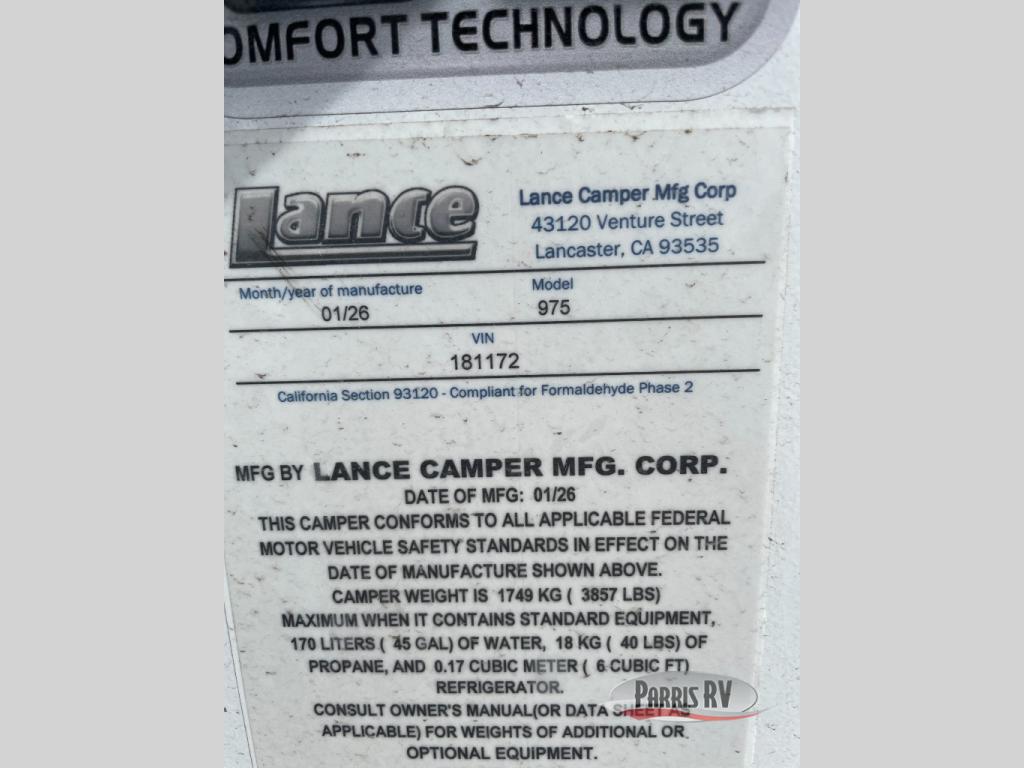 OMFORT TECHNOLOGY
Lance
Lance Camper Mfg Corp
43120 Venture Street
Lancaster, CA 93535
Month/year of manufacture
01/26
Model
975
VIN
181172
California Section 93120 - Compliant for Formaldehyde Phase 2
MFG BY LANCE CAMPER MFG. CORP.
DATE OF MFG: 01/26
THIS CAMPER CONFORMS TO ALL APPLICABLE FEDERAL
MOTOR VEHICLE SAFETY STANDARDS IN EFFECT ON THE
DATE OF MANUFACTURE SHOWN ABOVE.
CAMPER WEIGHT IS 1749 KG ( 3857 LBS)
MAXIMUM WHEN IT CONTAINS STANDARD EQUIPMENT,
170 LITERS ( 45 GAL) OF WATER, 18 KG ( 40 LBS) OF
PROPANE, AND 0.17 CUBIC METER ( 6 CUBIC FT)
REFRIGERATOR.
CONSULT OWNER'S MANUAL(OR DATA SHEET AS
APPLICABLE) FOR WEIGHTS OF ADDITIONAL OR
OPTIONAL EQUIPMENT.
PARRIS RV